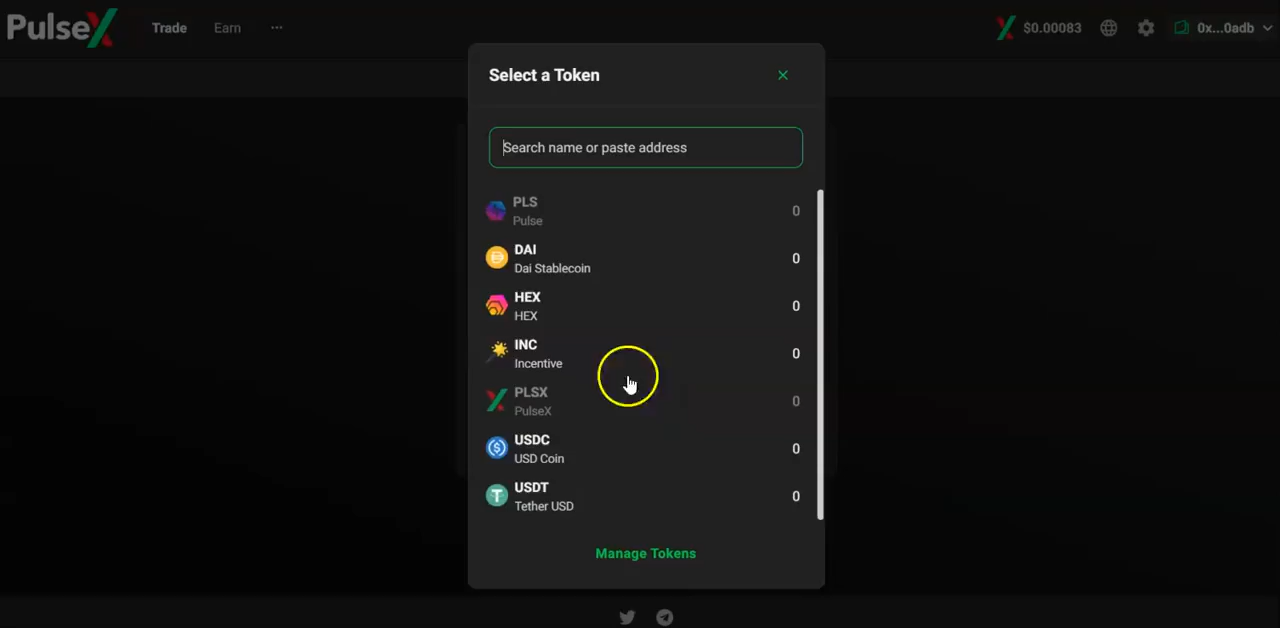 PulseX
Trade
Earn
...
$0.00083
0x...0adb
Select a Token
Search name or paste address
PLS
Pulse
0
DAI
Dai Stablecoin
0
HEX
HEX
0
INC
Incentive
0
PLSX
PulseX
0
USDC
USD Coin
0
USDT
Tether USD
0
Manage Tokens